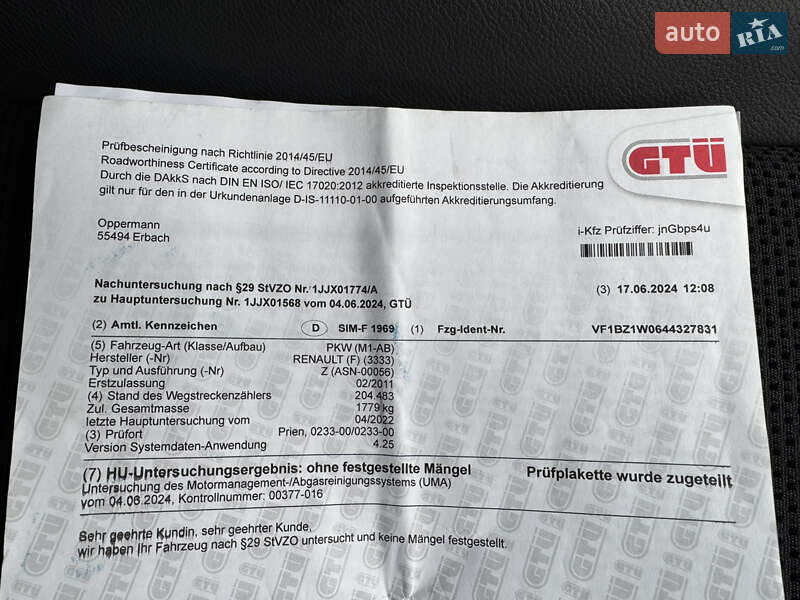 auto RIA .com
GTÜ
Prüfbescheinigung nach Richtlinie 2014/45/EU
Roadworthiness Certificate according to Directive 2014/45/EU
Durch die DAkkS nach DIN EN ISO/ IEC 17020:2012 akkreditierte Inspektionsstelle. Die Akkreditierung
gilt nur für den in der Urkundenanlage D-IS-11110-01-00 aufgeführten Akkreditierungsumfang.
Oppermann
55494 Erbach
i-Kfz Prüfziffer: jnGbps4u
Nachuntersuchung nach §29 StVZO Nr. 1JJX01774/A
(3) 17.06.2024 12:08
zu Hauptuntersuchung Nr. 1JJX01568 vom 04.06.2024, GTÜ
(2) Amtl. Kennzeichen D SIM-F 1969 (1) Fzg-Ident-Nr. VF1BZ1W0644327831
(5) Fahrzeug-Art (Klasse/Aufbau) PKW (M1-AB)
Hersteller (-Nr) RENAULT (F) (3333)
Typ und Ausführung (-Nr) Z (ASN-00056)
Erstzulassung 02/2011
(4) Stand des Wegstreckenzählers 204.483
Zul. Gesamtmasse 1779 kg
letzte Hauptuntersuchung vom 04/2022
(3) Prüfort Prien, 0233-00/0233-00
Version Systemdaten-Anwendung 4.25
(7) HU-Untersuchungsergebnis: ohne festgestellte Mängel Prüfplakette wurde zugeteilt
Untersuchung des Motormanagement-/Abgasreinigungssystems (UMA)
vom 04.06.2024, Kontrollnummer: 00377-016
Sehr geehrte Kundin, sehr geehrter Kunde,
wir haben Ihr Fahrzeug nach §29 StVZO untersucht und keine Mängel festgestellt.